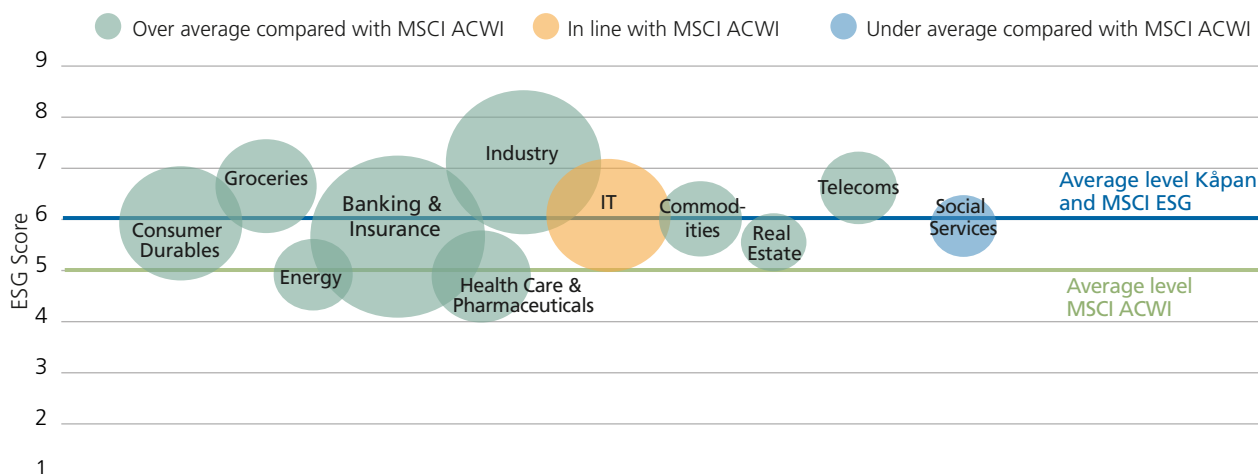 Over average compared with MSCI ACWI
In line with MSCI ACWI
Under average compared with MSCI ACWI
ESG Score
9
8
7
6
5
4
3
2
1
Consumer
Durables
Groceries
Energy
Banking &
Insurance
Health Care &
Pharmaceuticals
Industry
IT
Commod-
ities
Real
Estate
Telecoms
Social
Services
Average level Kåpan
and MSCI ESG
Average level
MSCI ACWI